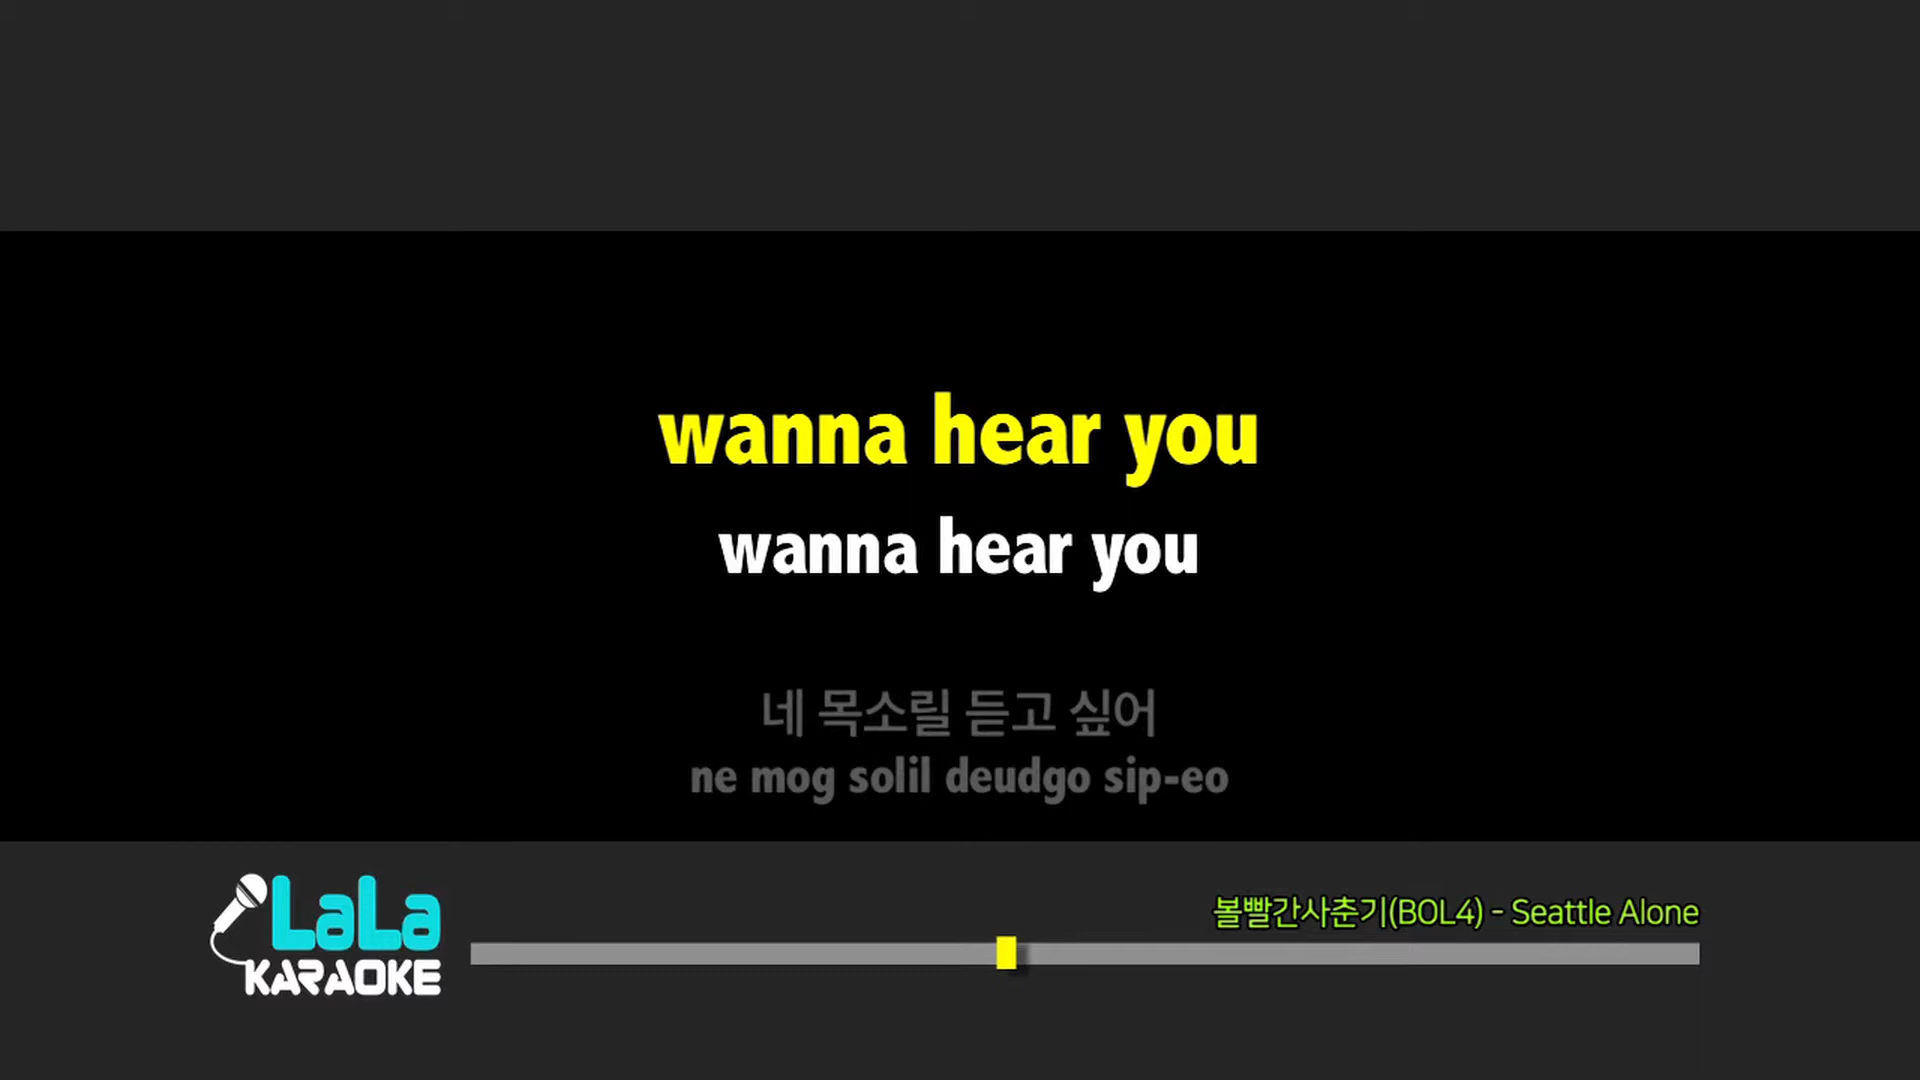 wanna hear you
wanna hear you
네 목소릴 듣고 싶어
ne mog solil deudgo sip-eo
볼빨간사춘기(BOL4) - Seattle Alone
LaLa
KARAOKE